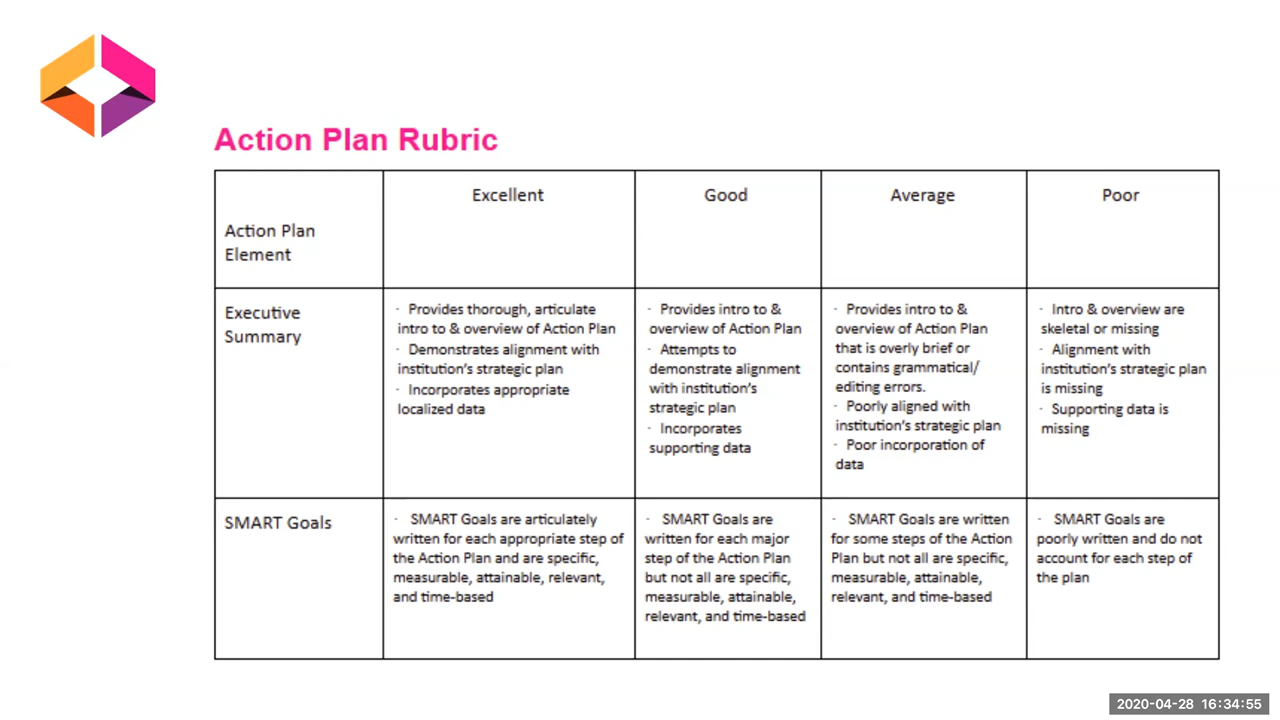 Action Plan Rubric
Excellent
Good
Average
Poor
Action Plan
Element
Executive
Summary
· Provides thorough, articulate
intro to & overview of Action Plan
· Demonstrates alignment with
institution's strategic plan
· Incorporates appropriate
localized data
· Provides intro to &
overview of Action Plan
· Attempts to
demonstrate alignment
with institution's
strategic plan
· Incorporates
supporting data
· Provides intro to &
overview of Action Plan
that is overly brief or
contains grammatical/
editing errors.
· Poorly aligned with
institution's strategic plan
· Poor incorporation of
data
· Intro & overview are
skeletal or missing
· Alignment with
institution's strategic plan
is missing
· Supporting data is
missing
SMART Goals
· SMART Goals are articulately
written for each appropriate step of
the Action Plan and are specific,
measurable, attainable, relevant,
and time-based
· SMART Goals are
written for each major
step of the Action Plan
but not all are specific,
measurable, attainable,
relevant, and time-based
· SMART Goals are written
for some steps of the Action
Plan but not all are specific,
measurable, attainable,
relevant, and time-based
· SMART Goals are
poorly written and do not
account for each step of
the plan
2020-04-28 16:34:55